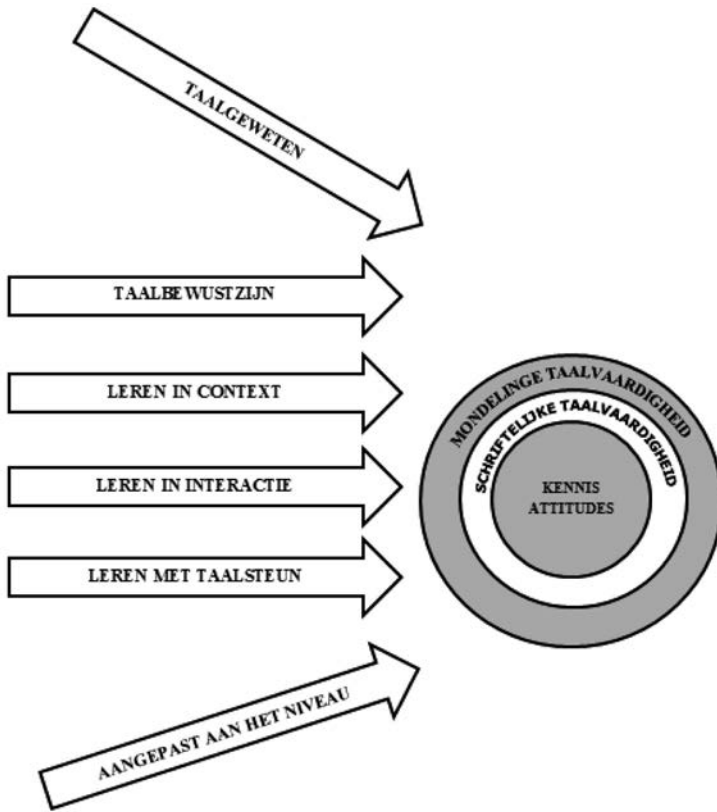 TAALGEWETEN
TAALBEWUSTZIJN
LEREN IN CONTEXT
LEREN IN INTERACTIE
LEREN MET TAALSTEUN
AANGEPAST AAN HET NIVEAU
MONDELINGE TAALVAARDIGHEID
SCHRIFTELIJKE TAALVAARDIGHEID
KENNIS
ATTITUDES